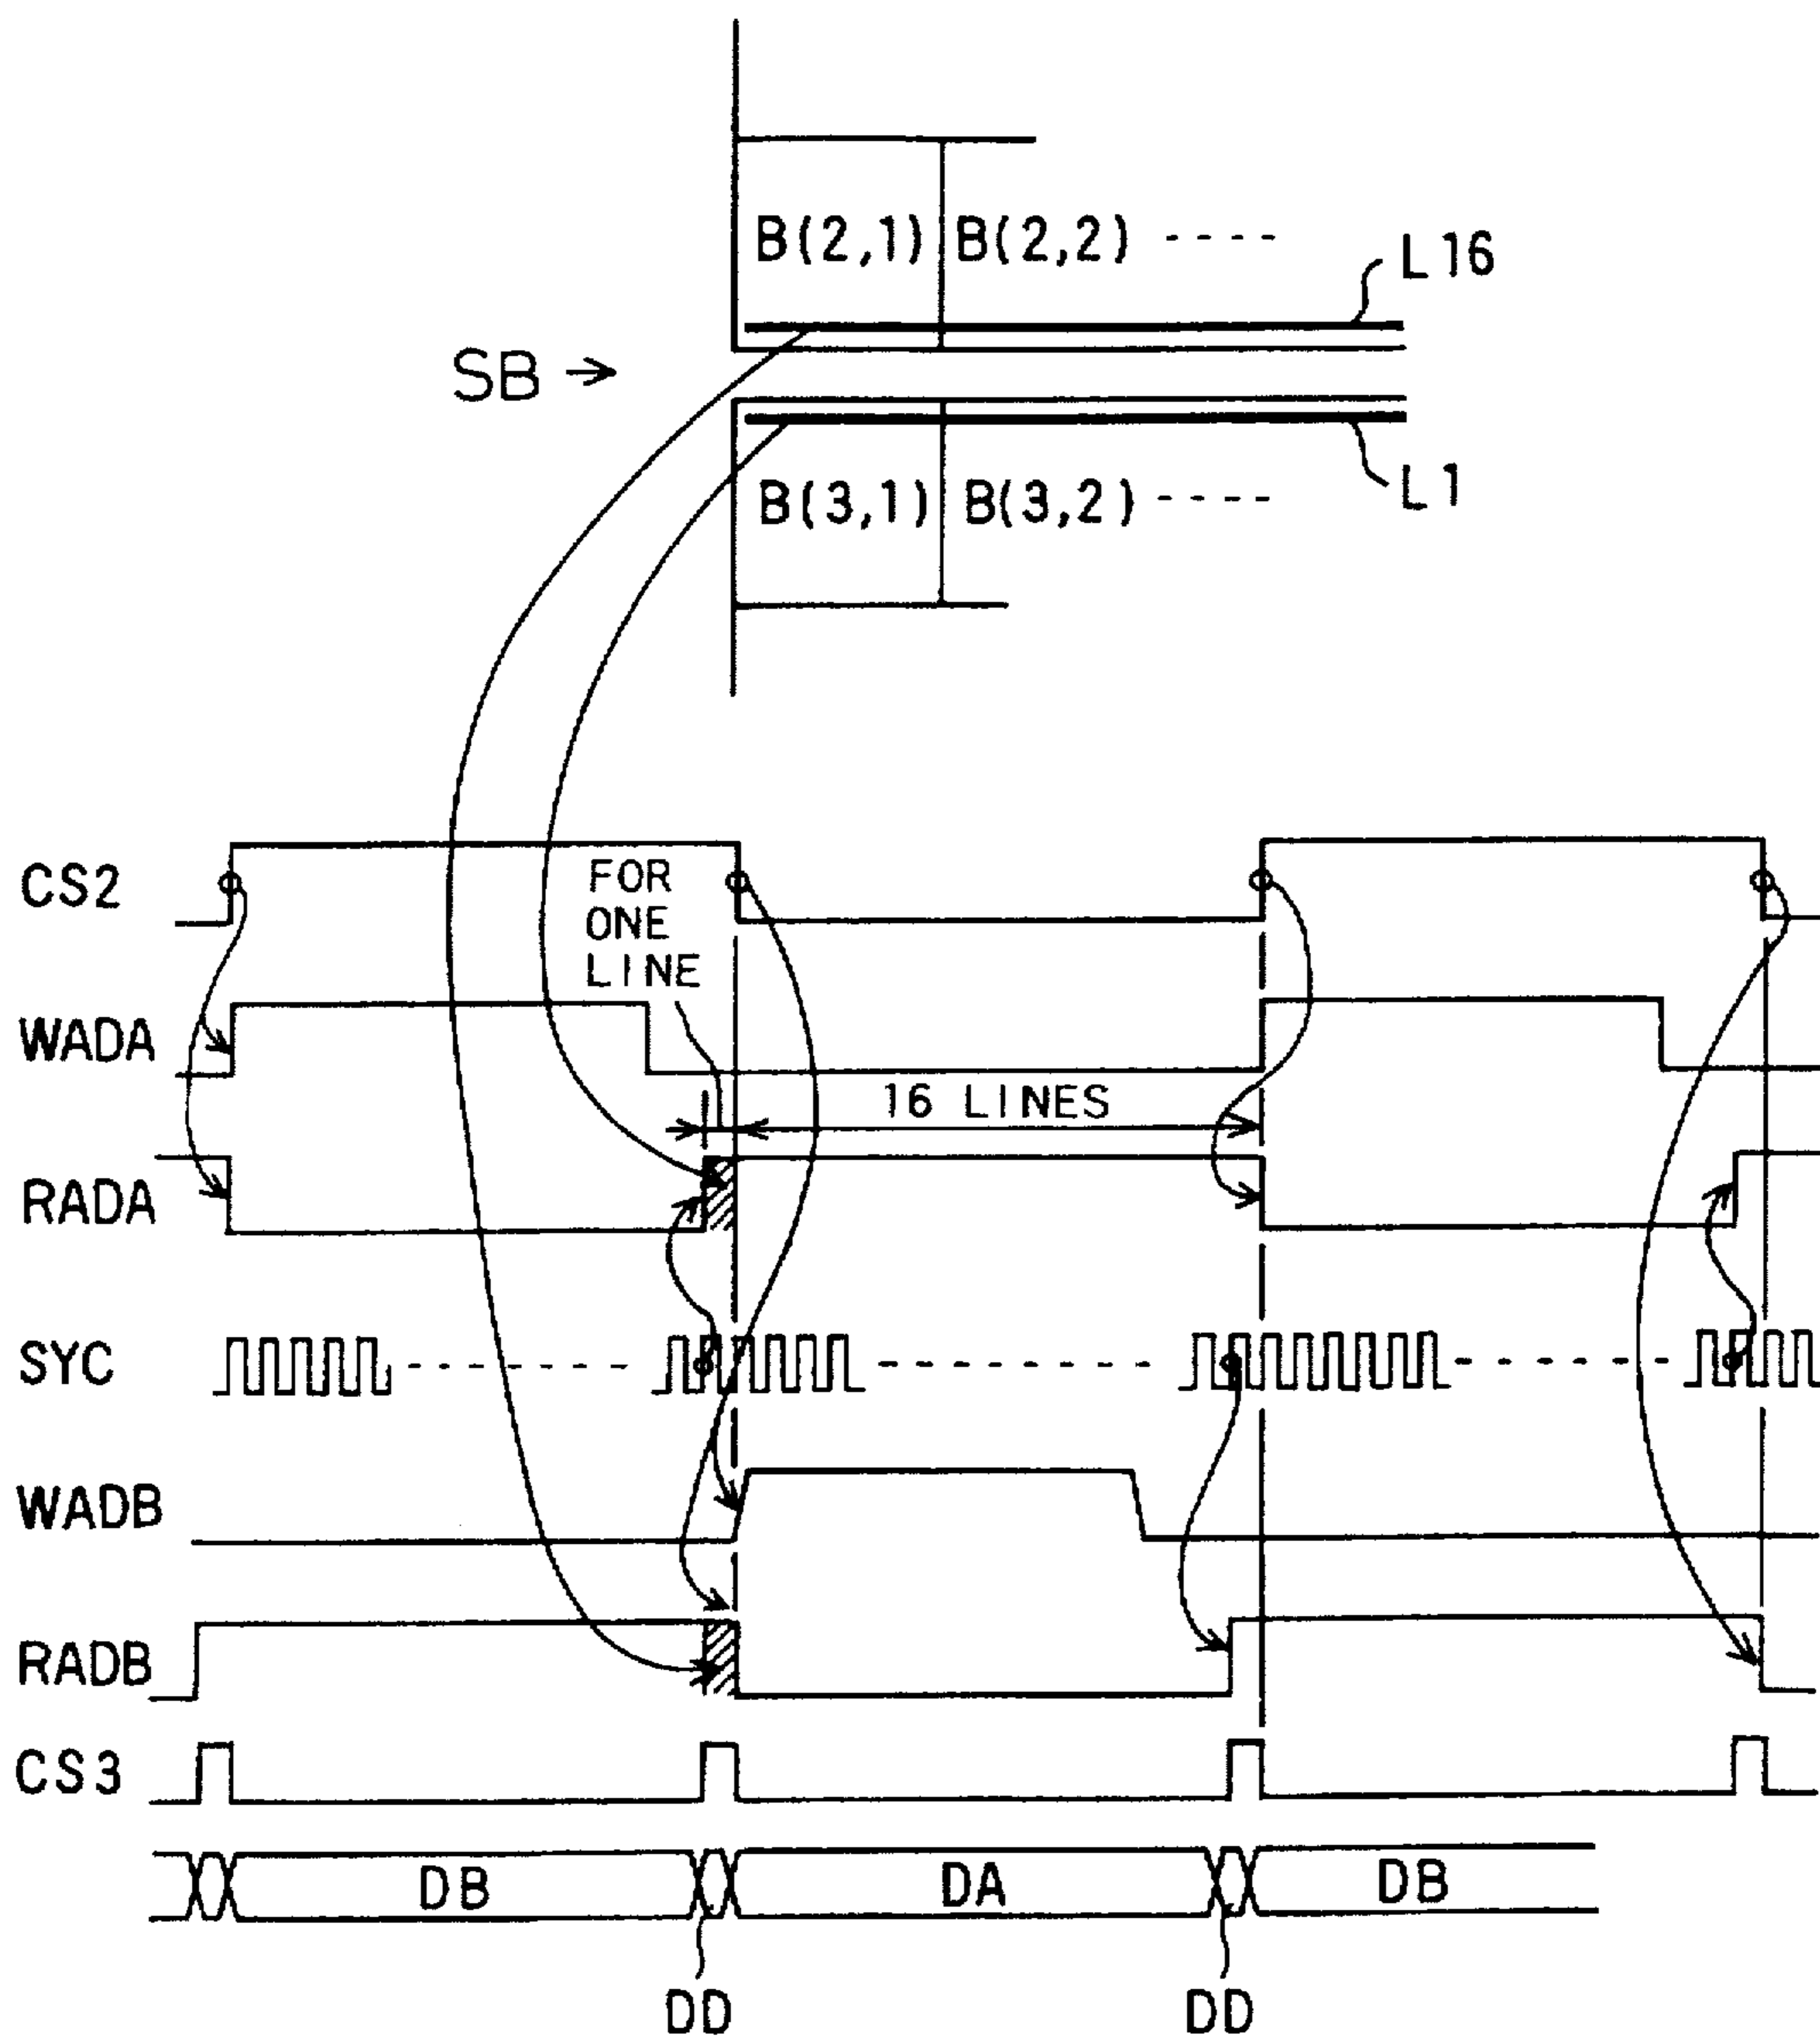 B(2,1) B(2,2) ----
L16
SB →
L1
B(3,1) B(3,2) ----
CS2
FOR
ONE
LINE
WADA
16 LINES
RADA
SYC
WADB
RADB
CS3
DB DA DB
DD DD